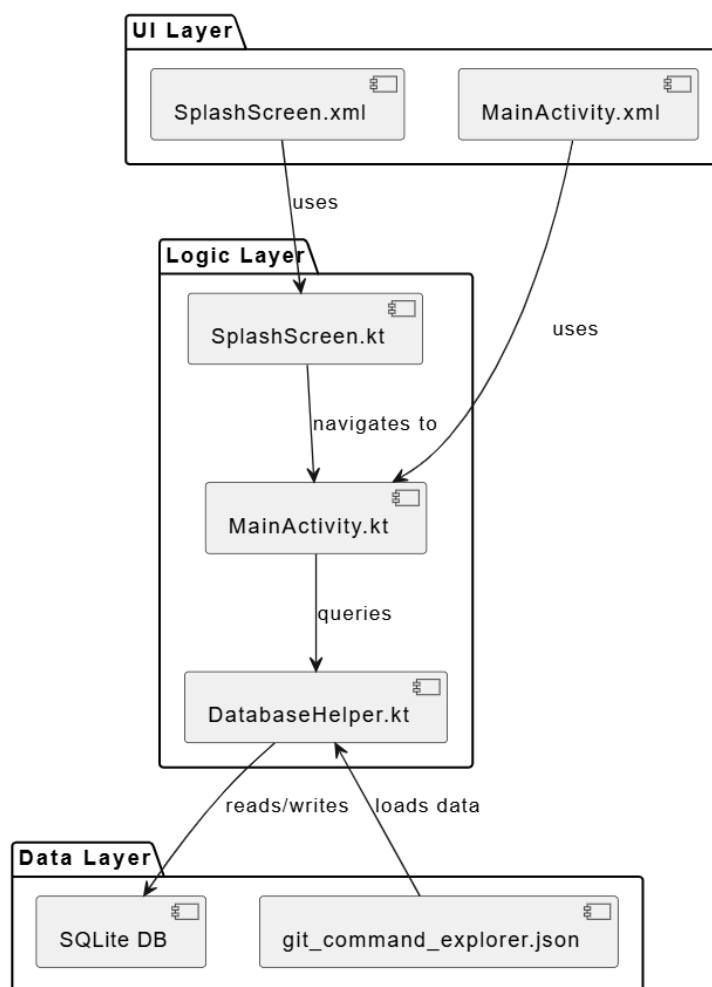 UI Layer
SplashScreen.xml
MainActivity.xml
uses
Logic Layer
SplashScreen.kt
uses
navigates to
MainActivity.kt
queries
DatabaseHelper.kt
reads/writes
loads data
Data Layer
SQLite DB
git_command_explorer.json